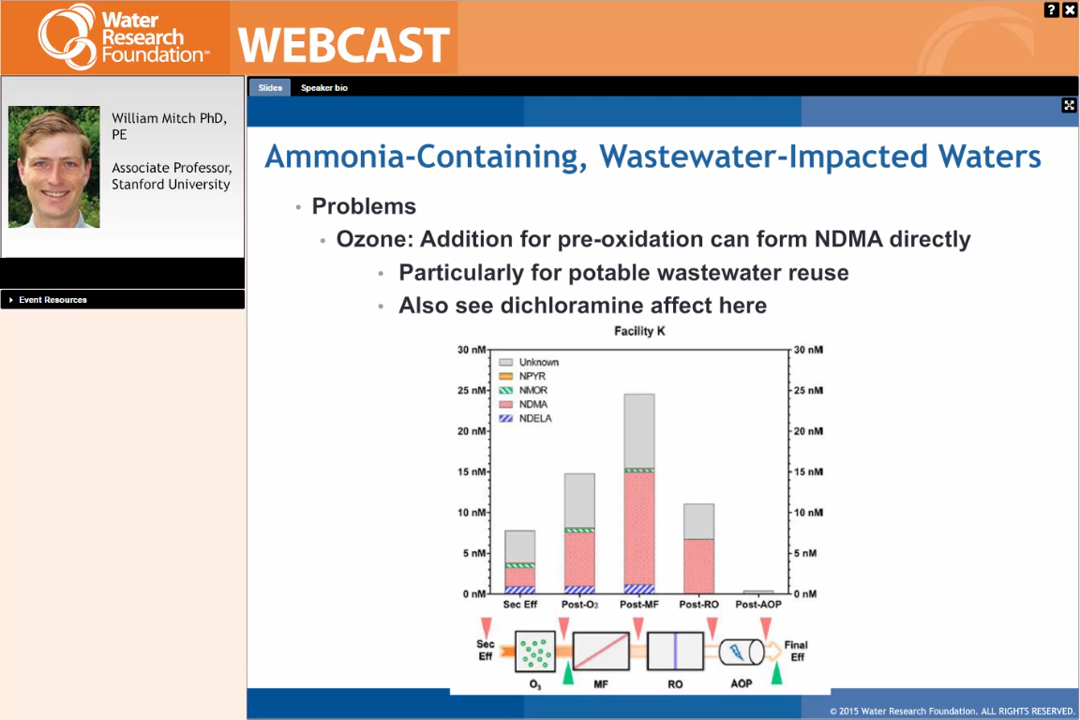 Water
Research
Foundation℠
WEBCAST
? ×
Slides Speaker bio
William Mitch PhD,
PE
Associate Professor,
Stanford University
Event Resources
Ammonia-Containing, Wastewater-Impacted Waters
• Problems
• Ozone: Addition for pre-oxidation can form NDMA directly
• Particularly for potable wastewater reuse
• Also see dichloramine affect here
Facility K
30 nM 30 nM
Unknown
NPYR
25 nM NMOR 25 nM
NDMA
NDELA
20 nM 20 nM
15 nM 15 nM
10 nM 10 nM
5 nM 5 nM
0 nM 0 nM
Sec Eff Post-O₃ Post-MF Post-RO Post-AOP
Sec
Eff
Final
Eff
O₃ MF RO AOP
© 2015 Water Research Foundation. ALL RIGHTS RESERVED.